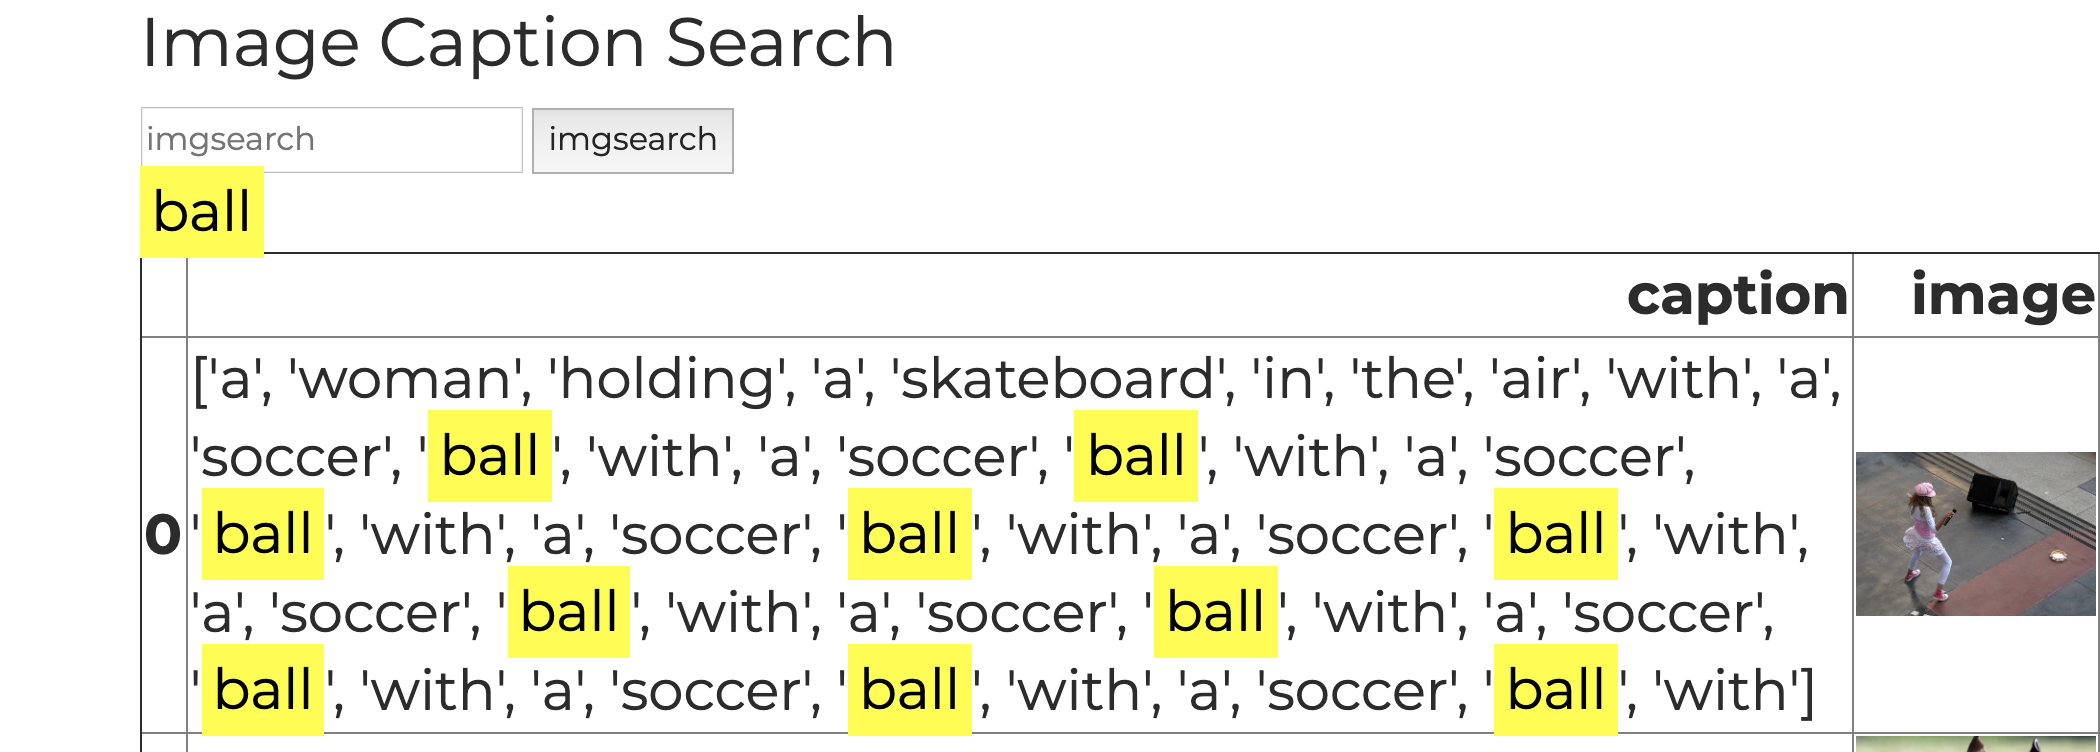 Image Caption Search
imgsearch imgsearch
ball
caption image
0
['a', 'woman', 'holding', 'a', 'skateboard', 'in', 'the', 'air', 'with', 'a',
'soccer', 'ball', 'with', 'a', 'soccer', 'ball', 'with', 'a', 'soccer',
'ball', 'with', 'a', 'soccer', 'ball', 'with', 'a', 'soccer', 'ball', 'with',
'a', 'soccer', 'ball', 'with', 'a', 'soccer', 'ball', 'with', 'a', 'soccer',
'ball', 'with', 'a', 'soccer', 'ball', 'with', 'a', 'soccer', 'ball', 'with']